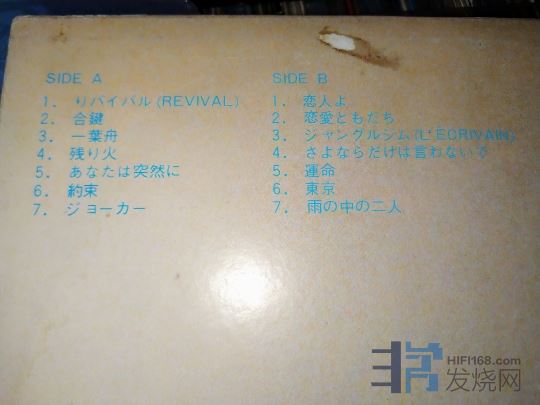 SIDE A
1. りバイバル (REVIVAL)
2. 合鍵
3. 一葉舟
4. 残り火
5. あなたは突然に
6. 約束
7. ジョーカー
SIDE B
1. 恋人よ
2. 恋愛ともだち
3. ジャングルジム (L'ECRIVAIN)
4. さよならだけは言わないで
5. 運命
6. 東京
7. 雨の中の二人
HIFI168.com
发烧网